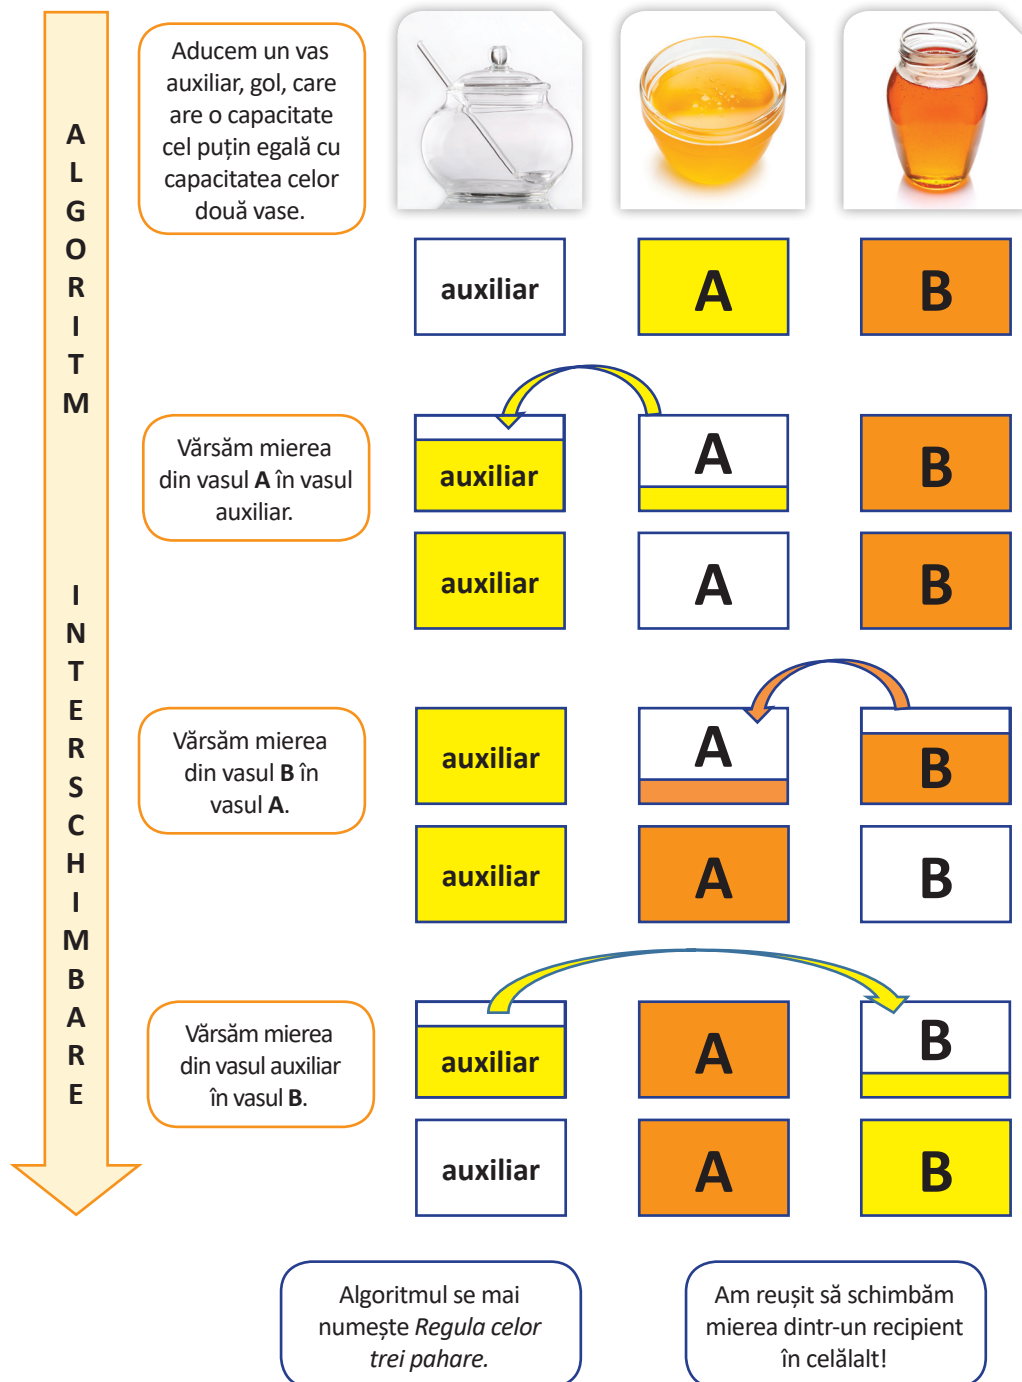 ALGORITM INTERSCHIMBARE
Aducem un vas
auxiliar, gol, care
are o capacitate
cel puțin egală cu
capacitatea celor
două vase.
auxiliar
A
B
Vărsăm mierea
din vasul A în vasul
auxiliar.
auxiliar
A
B
auxiliar
A
B
Vărsăm mierea
din vasul B în
vasul A.
auxiliar
A
B
auxiliar
A
B
Vărsăm mierea
din vasul auxiliar
în vasul B.
auxiliar
A
B
auxiliar
A
B
Algoritmul se mai
numește Regula celor
trei pahare.
Am reușit să schimbăm
mierea dintr-un recipient
în celălalt!